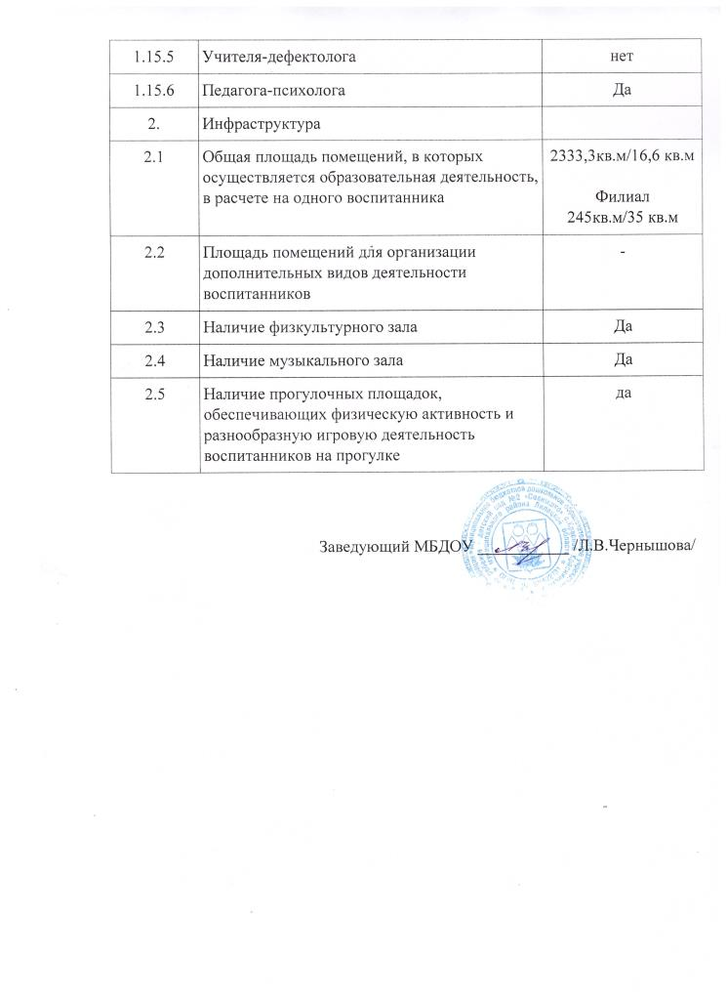 1.15.5 Учителя-дефектолога нет
1.15.6 Педагога-психолога Да
2. Инфраструктура
2.1 Общая площадь помещений, в которых 2333,3кв.м/16,6 кв.м
осуществляется образовательная деятельность,
в расчете на одного воспитанника Филиал
245кв.м/35 кв.м
2.2 Площадь помещений для организации -
дополнительных видов деятельности
воспитанников
2.3 Наличие физкультурного зала Да
2.4 Наличие музыкального зала Да
2.5 Наличие прогулочных площадок, да
обеспечивающих физическую активность и
разнообразную игровую деятельность
воспитанников на прогулке
Заведующий МБДОУ /Л.В.Чернышова/